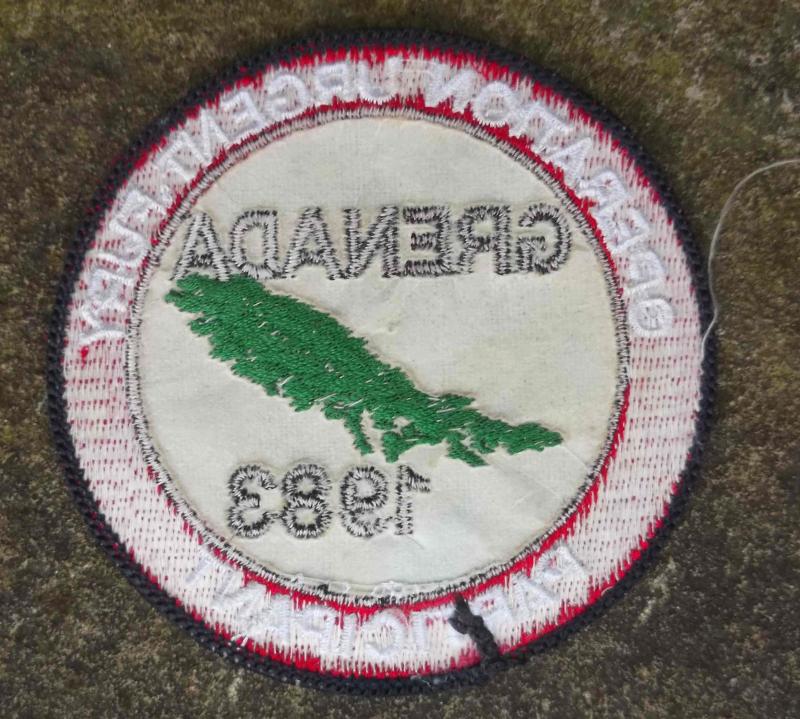 OPERATION URGENT FURY
GRENADA
1983
PARTICIPANT